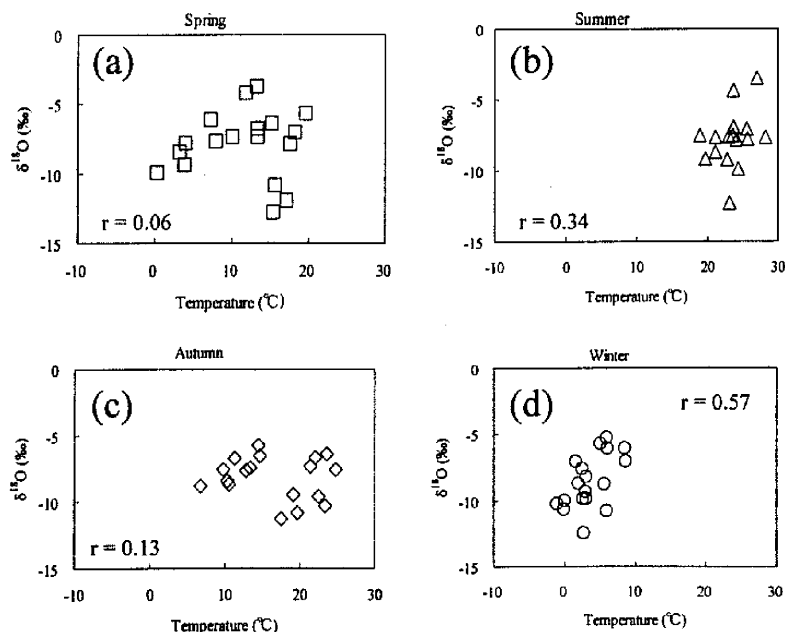 Spring
(a)
0
-5
-10
-15
δ¹⁸O (‰)
r = 0.06
-10 0 10 20 30
Temperature (℃)
Summer
(b)
0
-5
-10
-15
δ¹⁸O (‰)
r = 0.34
-10 0 10 20 30
Temperature (℃)
Autumn
(c)
0
-5
-10
-15
δ¹⁸O (‰)
r = 0.13
-10 0 10 20 30
Temperature (℃)
Winter
(d)
r = 0.57
0
-5
-10
-15
δ¹⁸O (‰)
-10 0 10 20 30
Temperature (℃)